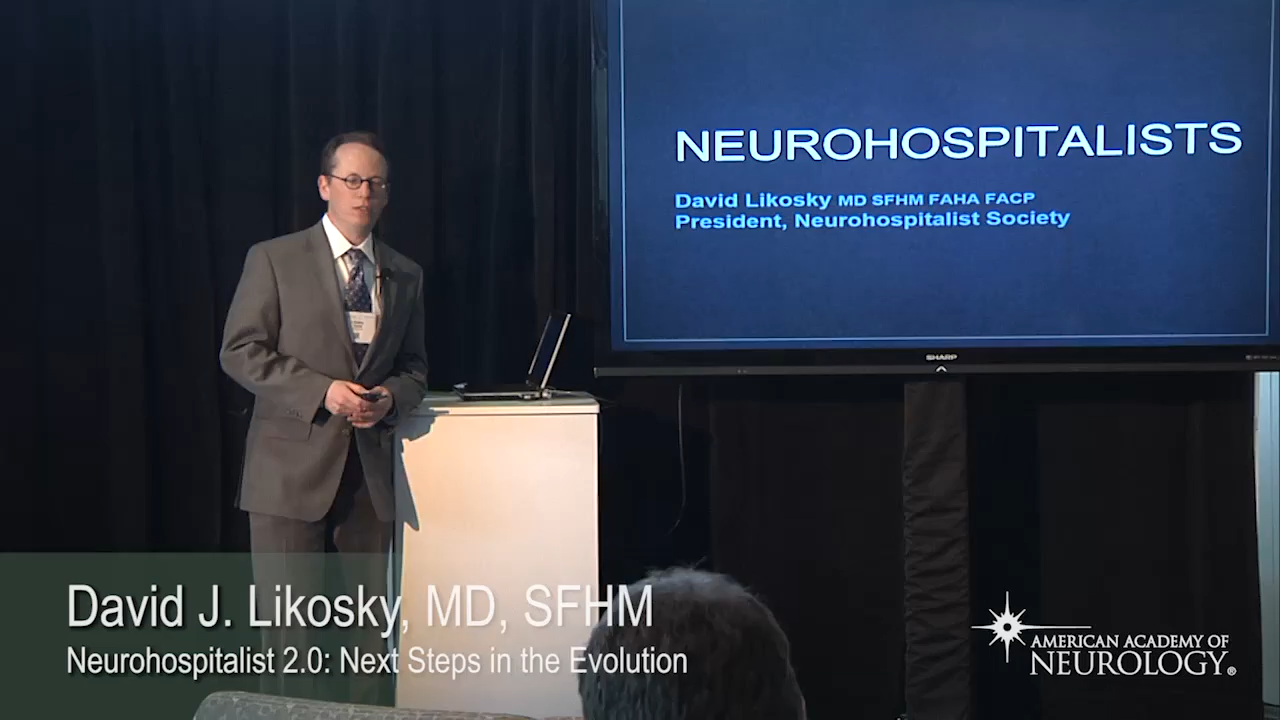 NEUROHOSPITALISTS
David Likosky MD SFHM FAHA FACP
President, Neurohospitalist Society
SHARP
David J. Likosky, MD, SFHM
Neurohospitalist 2.0: Next Steps in the Evolution
AMERICAN ACADEMY OF
NEUROLOGY®